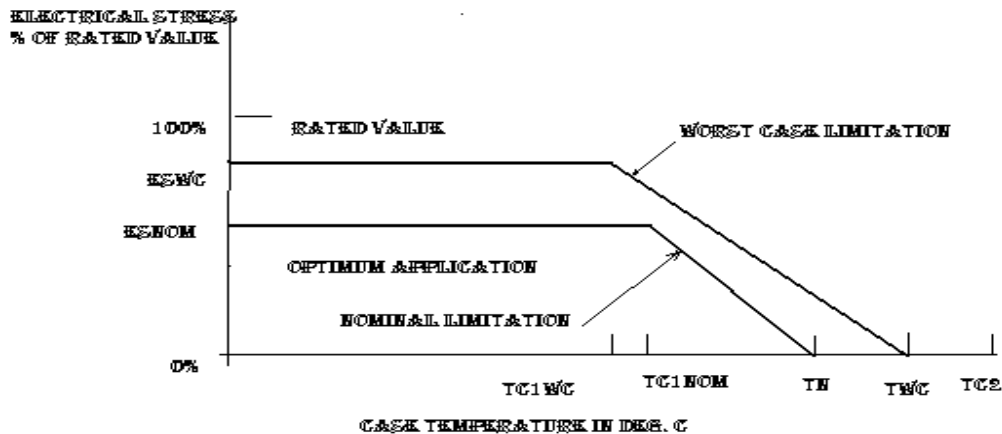 ELECTRICAL STRESS
% OF RATED VALUE
100%
RATED VALUE
WORST CASE LIMITATION
ESWC
ESNOM
OPTIMUM APPLICATION
NOMINAL LIMITATION
0%
TC1WC
TC1NOM
TN
TWC
TC2
CASE TEMPERATURE IN DEG. C